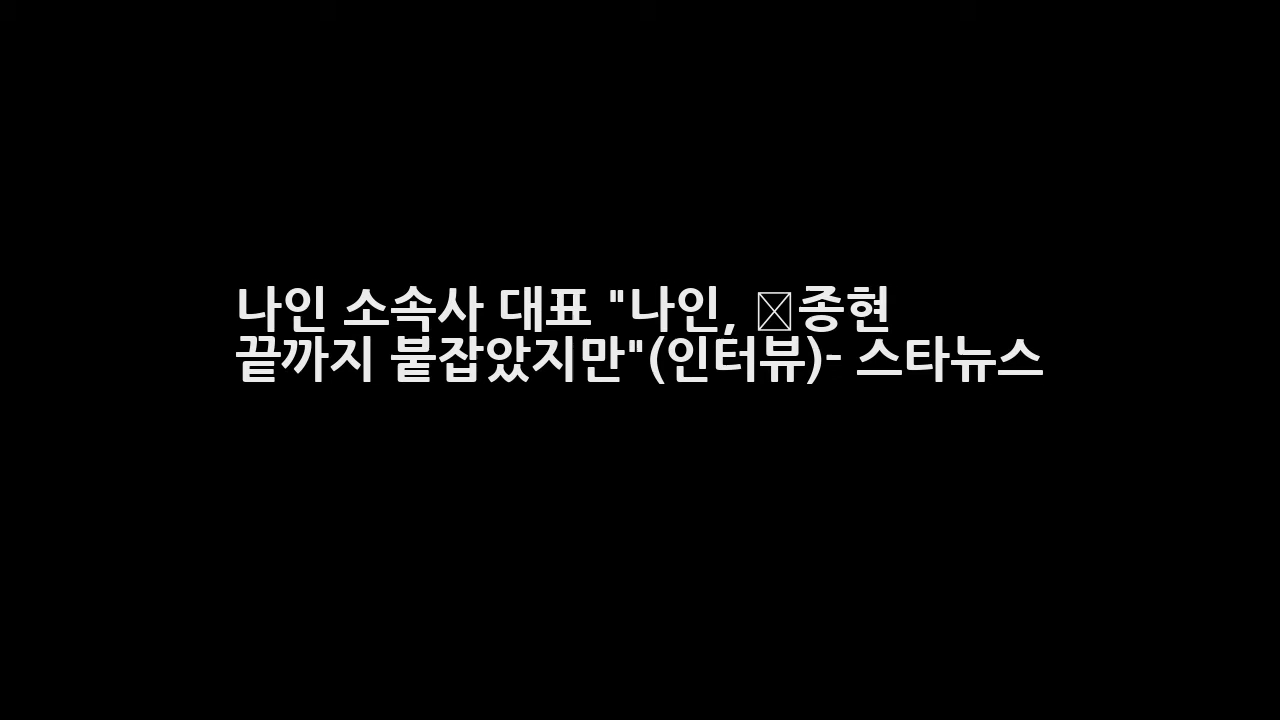 나인 소속사 대표 "나인, 종현
끝까지 붙잡았지만"(인터뷰)- 스타뉴스